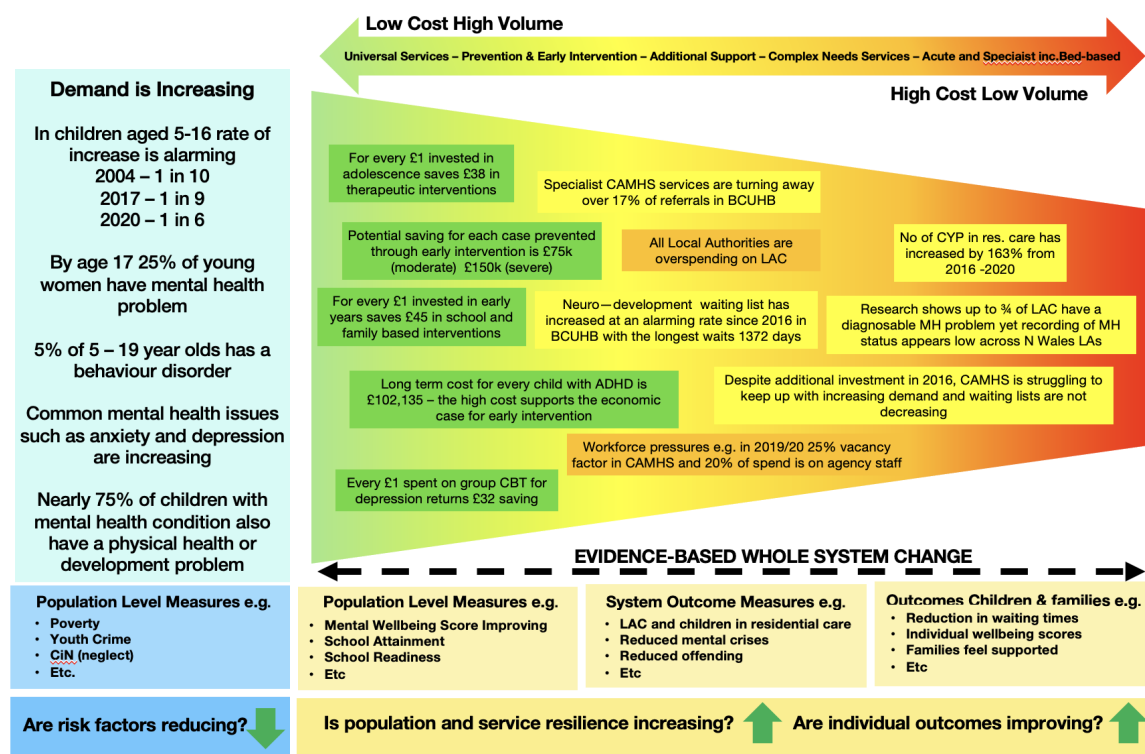 Low Cost High Volume
Universal Services – Prevention & Early Intervention – Additional Support – Complex Needs Services – Acute and Speciaist inc.Bed-based
High Cost Low Volume
Demand is Increasing
In children aged 5-16 rate of
increase is alarming
2004 – 1 in 10
2017 – 1 in 9
2020 – 1 in 6
By age 17 25% of young
women have mental health
problem
5% of 5 – 19 year olds has a
behaviour disorder
Common mental health issues
such as anxiety and depression
are increasing
Nearly 75% of children with
mental health condition also
have a physical health or
development problem
For every £1 invested in
adolescence saves £38 in
therapeutic interventions
Specialist CAMHS services are turning away
over 17% of referrals in BCUHB
Potential saving for each case prevented
through early intervention is £75k
(moderate) £150k (severe)
All Local Authorities are
overspending on LAC
No of CYP in res. care has
increased by 163% from
2016 -2020
For every £1 invested in early
years saves £45 in school and
family based interventions
Neuro—development waiting list has
increased at an alarming rate since 2016 in
BCUHB with the longest waits 1372 days
Research shows up to ¾ of LAC have a
diagnosable MH problem yet recording of MH
status appears low across N Wales LAs
Long term cost for every child with ADHD is
£102,135 – the high cost supports the economic
case for early intervention
Despite additional investment in 2016, CAMHS is struggling to
keep up with increasing demand and waiting lists are not
decreasing
Workforce pressures e.g. in 2019/20 25% vacancy
factor in CAMHS and 20% of spend is on agency staff
Every £1 spent on group CBT for
depression returns £32 saving
EVIDENCE-BASED WHOLE SYSTEM CHANGE
Population Level Measures e.g.
• Poverty
• Youth Crime
• CiN (neglect)
• Etc.
Population Level Measures e.g.
• Mental Wellbeing Score Improving
• School Attainment
• School Readiness
• Etc
System Outcome Measures e.g.
• LAC and children in residential care
• Reduced mental crises
• Reduced offending
• Etc
Outcomes Children & families e.g.
• Reduction in waiting times
• Individual wellbeing scores
• Families feel supported
• Etc
Are risk factors reducing?
Is population and service resilience increasing?
Are individual outcomes improving?